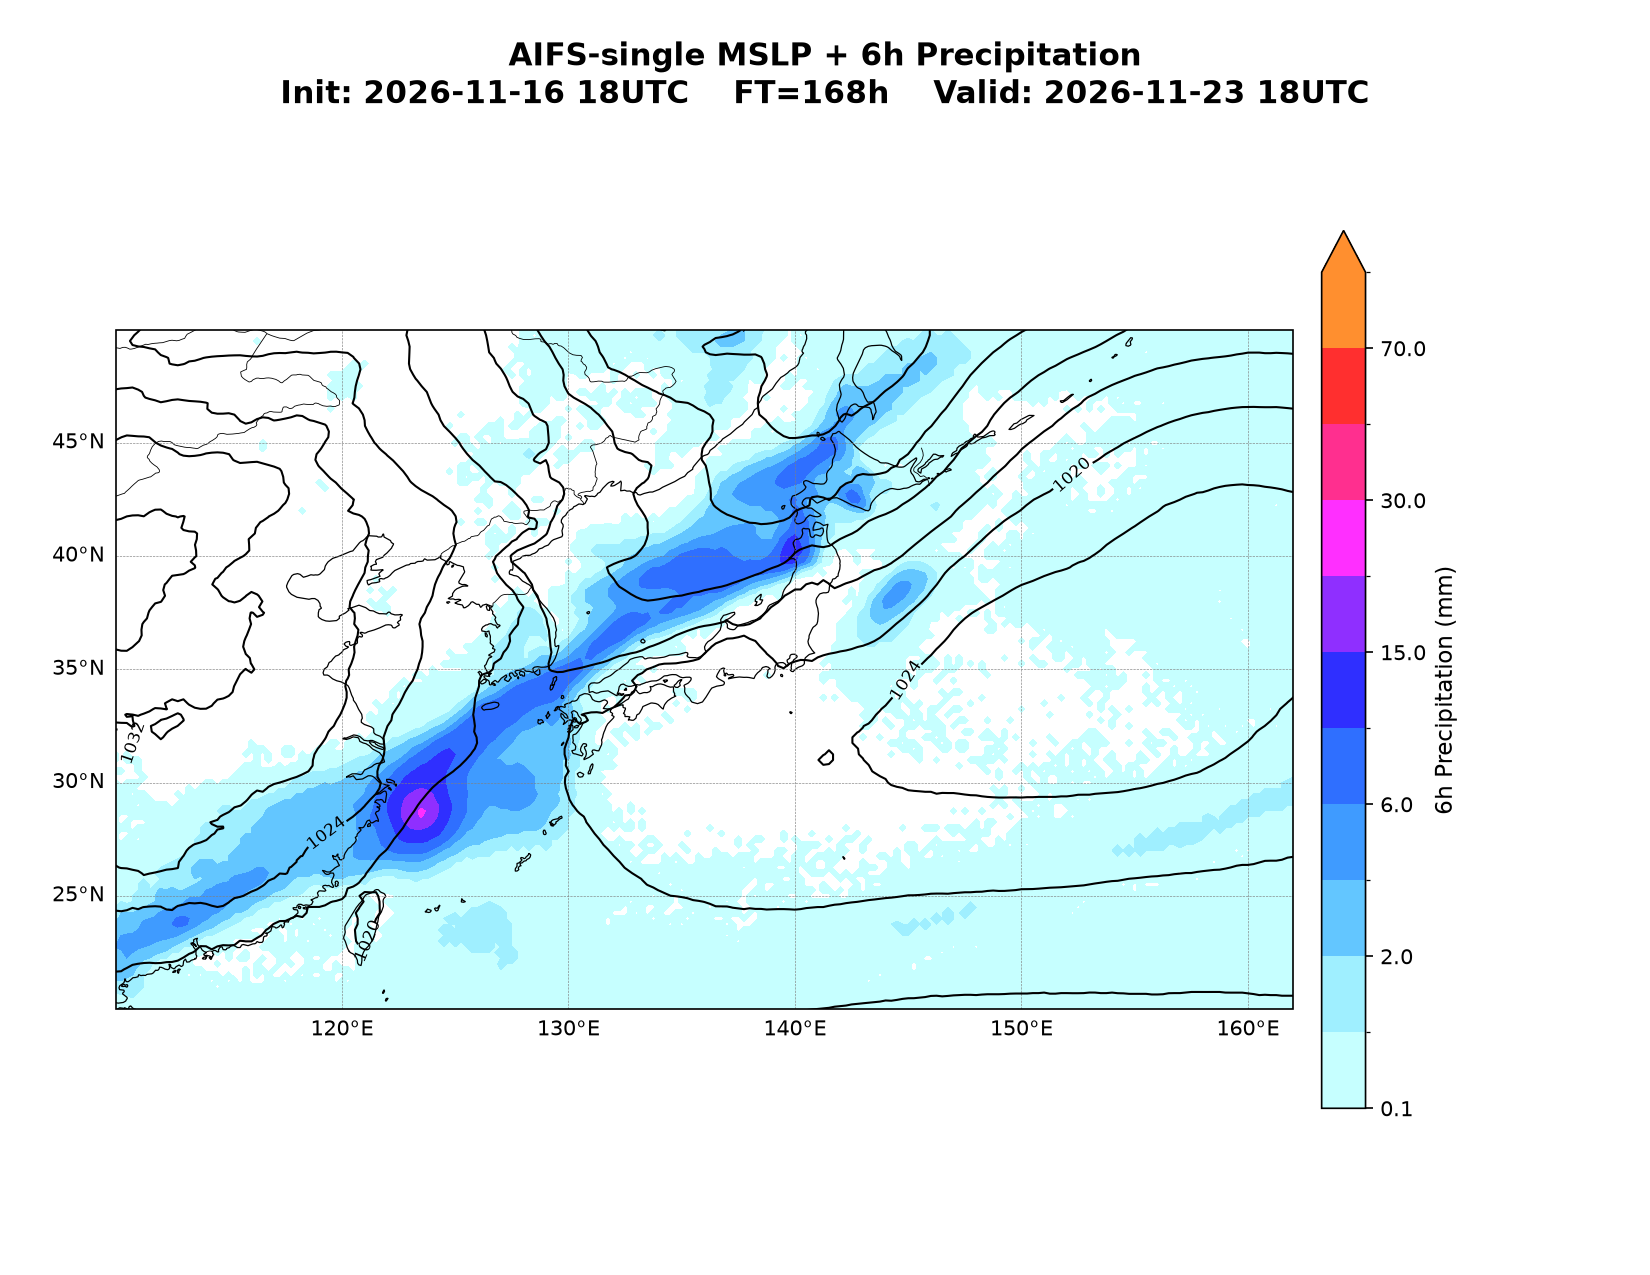 AIFS-single MSLP + 6h Precipitation
Init: 2026-11-16 18UTC    FT=168h    Valid: 2026-11-23 18UTC
70.0
30.0
15.0
6.0
2.0
0.1
6h Precipitation (mm)
45°N
40°N
35°N
30°N
25°N
1020
1024
1032
1024
1020
120°E
130°E
140°E
150°E
160°E